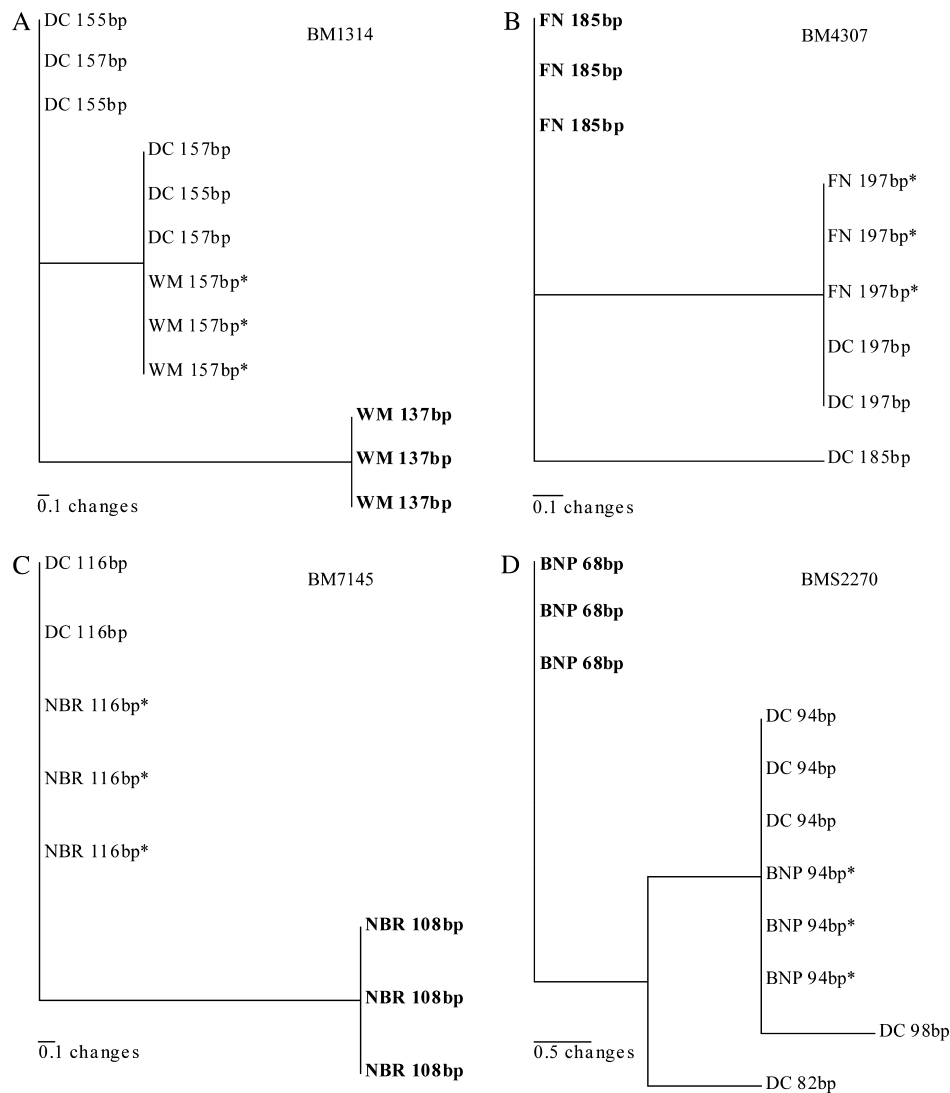 A
BM1314
DC 155bp
DC 157bp
DC 155bp
DC 157bp
DC 155bp
DC 157bp
WM 157bp*
WM 157bp*
WM 157bp*
WM 137bp
WM 137bp
WM 137bp
0.1 changes
B
BM4307
FN 185bp
FN 185bp
FN 185bp
FN 197bp*
FN 197bp*
FN 197bp*
DC 197bp
DC 197bp
DC 185bp
0.1 changes
C
BM7145
DC 116bp
DC 116bp
NBR 116bp*
NBR 116bp*
NBR 116bp*
NBR 108bp
NBR 108bp
NBR 108bp
0.1 changes
D
BMS2270
BNP 68bp
BNP 68bp
BNP 68bp
DC 94bp
DC 94bp
DC 94bp
BNP 94bp*
BNP 94bp*
BNP 94bp*
DC 98bp
DC 82bp
0.5 changes